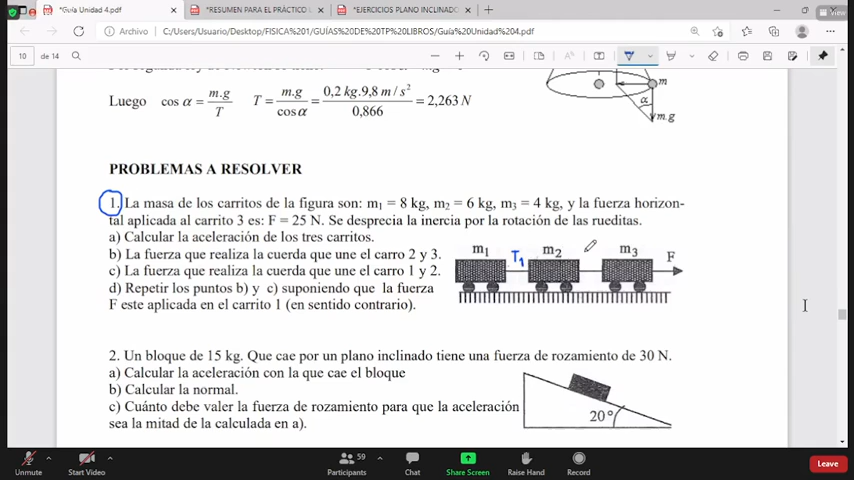 *Guía Unidad 4.pdf
*RESUMEN PARA EL PRÁCTICO
*EJERCICIOS PLANO INCLINADO
View
Archivo
C:/Users/Usuario/Desktop/FISICA%201/GUÍAS%20DE%20TP%20LIBROS/Guía%20Unidad%204.pdf
10 de 14
m
α
m.g
Luego cos α = m.g / T T = m.g / cos α = 0,2 kg.9,8 m / s² / 0,866 = 2,263 N
PROBLEMAS A RESOLVER
1. La masa de los carritos de la figura son: m₁ = 8 kg, m₂ = 6 kg, m₃ = 4 kg, y la fuerza horizon-
tal aplicada al carrito 3 es: F = 25 N. Se desprecia la inercia por la rotación de las rueditas.
a) Calcular la aceleración de los tres carritos.
b) La fuerza que realiza la cuerda que une el carro 2 y 3.
c) La fuerza que realiza la cuerda que une el carro 1 y 2.
d) Repetir los puntos b) y c) suponiendo que la fuerza
F este aplicada en el carrito 1 (en sentido contrario).
m₁ T₁ m₂ m₃ F
2. Un bloque de 15 kg. Que cae por un plano inclinado tiene una fuerza de rozamiento de 30 N.
a) Calcular la aceleración con la que cae el bloque
b) Calcular la normal.
c) Cuánto debe valer la fuerza de rozamiento para que la aceleración
sea la mitad de la calculada en a).
20°
Unmute
Start Video
59
Participants
Chat
Share Screen
Raise Hand
Record
Leave